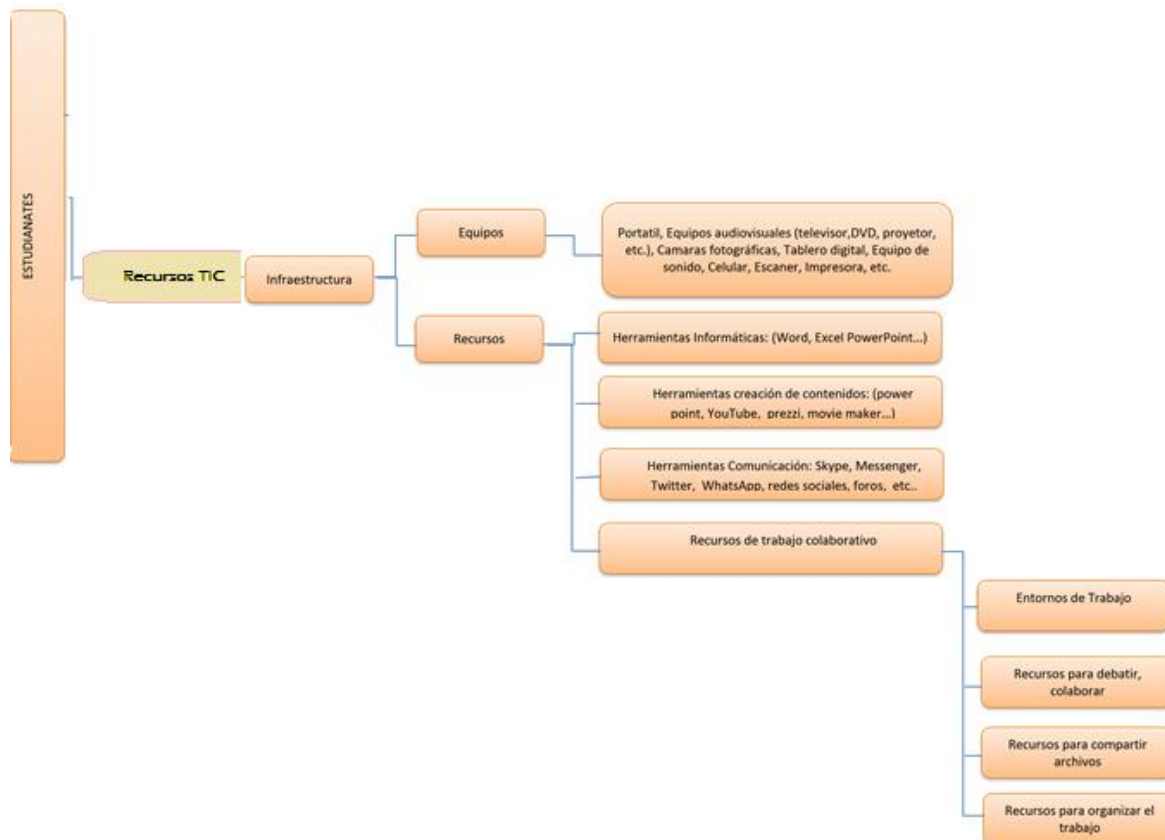 ESTUDIANATES
Recursos TIC
Infraestructura
Equipos
Portatil, Equipos audiovisuales (televisor,DVD, proyetor,
etc.), Camaras fotográficas, Tablero digital, Equipo de
sonido, Celular, Escaner, Impresora, etc.
Recursos
Herramientas Informáticas: (Word, Excel PowerPoint...)
Herramientas creación de contenidos: (power
point, YouTube, prezzi, movie maker...)
Herramientas Comunicación: Skype, Messenger,
Twitter, WhatsApp, redes sociales, foros, etc..
Recursos de trabajo colaborativo
Entornos de Trabajo
Recursos para debatir,
colaborar
Recursos para compartir
archivos
Recursos para organizar el
trabajo